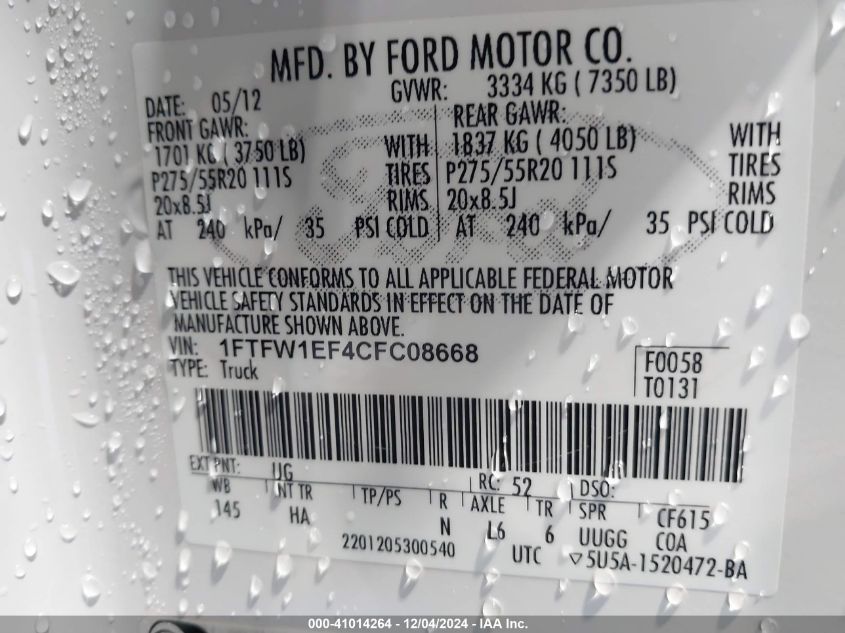 MFD. BY FORD MOTOR CO.
DATE: 05/12 GVWR: 3334 KG ( 7350 LB)
FRONT GAWR: REAR GAWR:
1701 KG ( 3750 LB) WITH 1837 KG ( 4050 LB) WITH
P275/55R20 111S TIRES P275/55R20 111S TIRES
20x8.5J RIMS 20x8.5J RIMS
AT 240 kPa/ 35 PSI COLD AT 240 kPa/ 35 PSI COLD
THIS VEHICLE CONFORMS TO ALL APPLICABLE FEDERAL MOTOR
VEHICLE SAFETY STANDARDS IN EFFECT ON THE DATE OF
MANUFACTURE SHOWN ABOVE.
VIN: 1FTFW1EF4CFC08668
TYPE: Truck
F0058
T0131
EXT PNT: UG RC: 52 DSO:
WB INT TR TP/PS R AXLE TR SPR CF615
145 HA N L6 6 UUGG COA
2201205300540 UTC ▽5U5A-1520472-BA
Ford
000-41014264 - 12/04/2024 - IAA Inc.